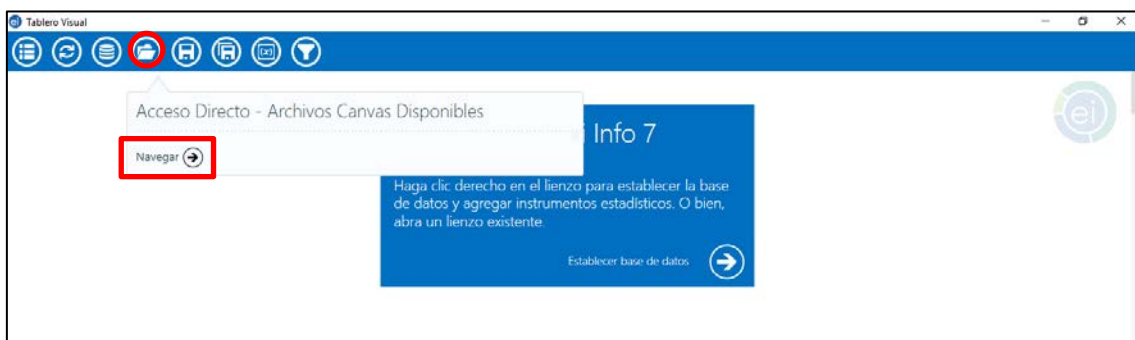 Tablero Visual
Acceso Directo - Archivos Canvas Disponibles
Navegar
Info 7
Haga clic derecho en el lienzo para establecer la base
de datos y agregar instrumentos estadísticos. O bien,
abra un lienzo existente.
Establecer base de datos
ei